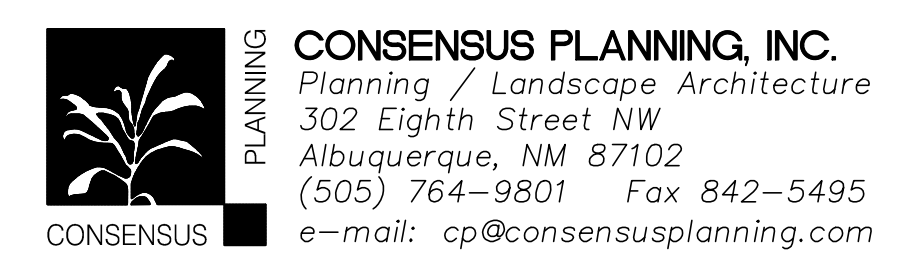 CONSENSUS
PLANNING
CONSENSUS PLANNING, INC.
Planning / Landscape Architecture
302 Eighth Street NW
Albuquerque, NM 87102
(505) 764-9801 Fax 842-5495
e-mail: cp@consensusplanning.com